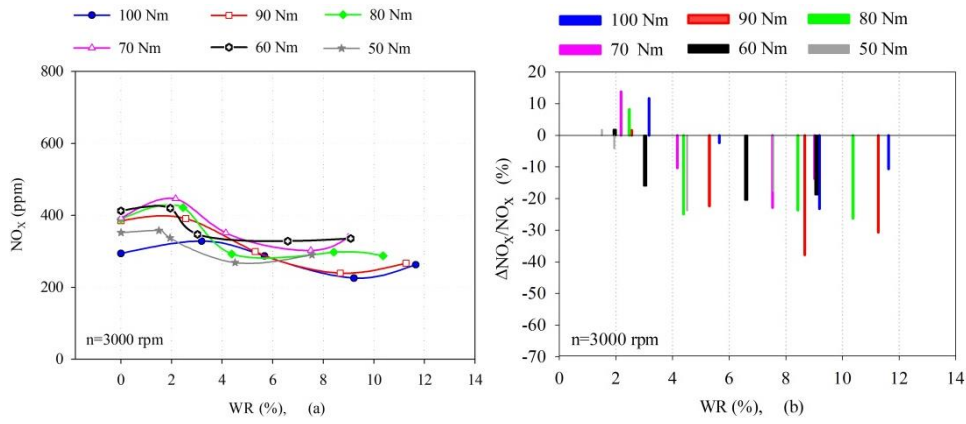 100 Nm 90 Nm 80 Nm
70 Nm 60 Nm 50 Nm
800
600
400
200
0
NOX (ppm)
n=3000 rpm
0 2 4 6 8 10 12 14
WR (%), (a)
100 Nm 90 Nm 80 Nm
70 Nm 60 Nm 50 Nm
20
10
0
-10
-20
-30
-40
-50
-60
-70
ΔNOX/NOX (%)
n=3000 rpm
0 2 4 6 8 10 12 14
WR (%), (b)